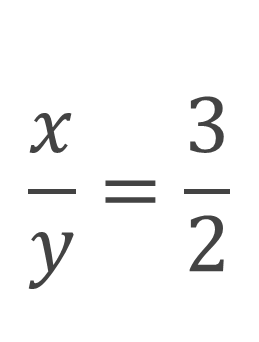 x/y = 3/2